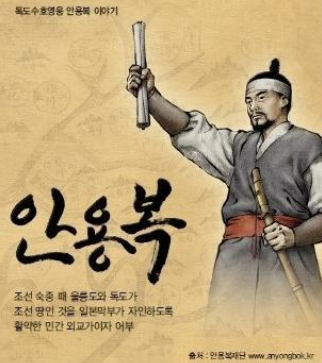 독도수호영웅 안용복 이야기
안용복
조선 숙종 때 울릉도와 독도가
조선 땅인 것을 일본막부가 자인하도록
활약한 민간 외교가이자 어부
출처 : 안용복재단 www.anyongbok.kr